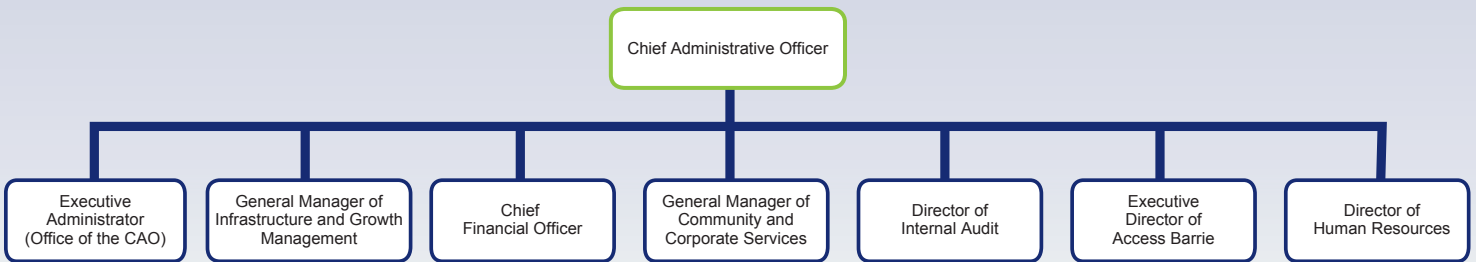 Chief Administrative Officer
Executive
Administrator
(Office of the CAO)
General Manager of
Infrastructure and Growth
Management
Chief
Financial Officer
General Manager of
Community and
Corporate Services
Director of
Internal Audit
Executive
Director of
Access Barrie
Director of
Human Resources